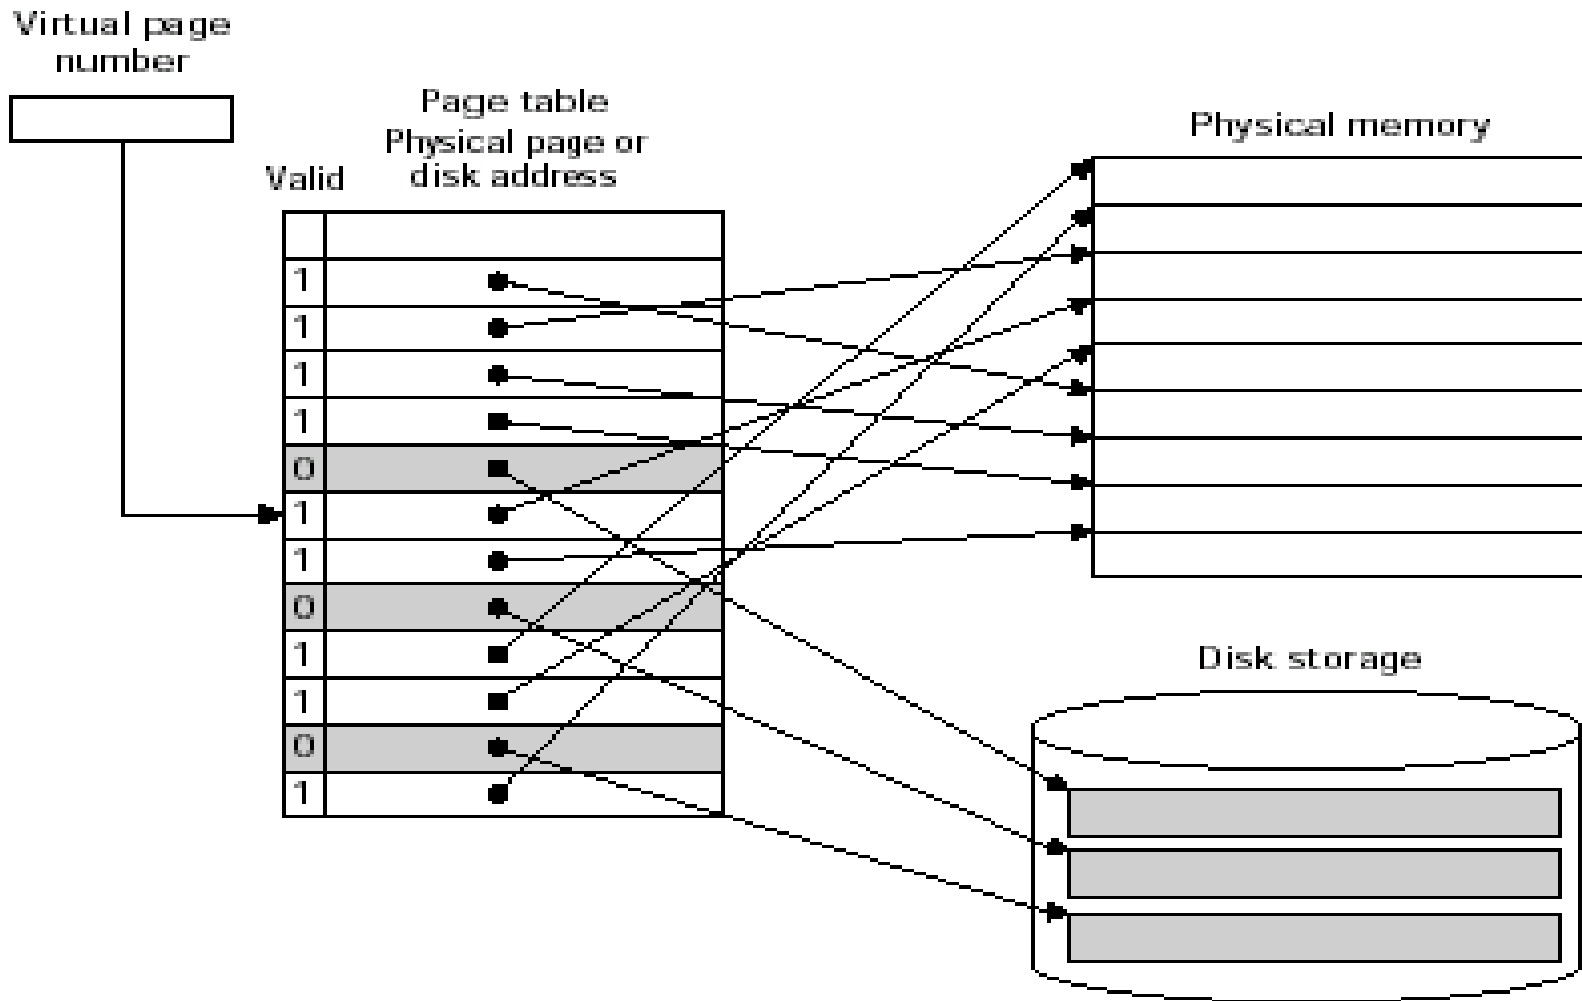 Virtual page
number
Page table
Physical page or
disk address
Valid
Physical memory
1
1
1
1
0
1
1
0
1
1
0
1
Disk storage